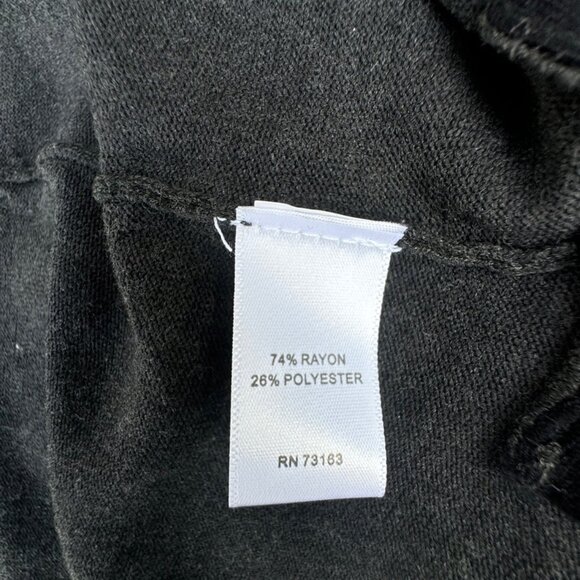 74% RAYON
26% POLYESTER
RN 73163